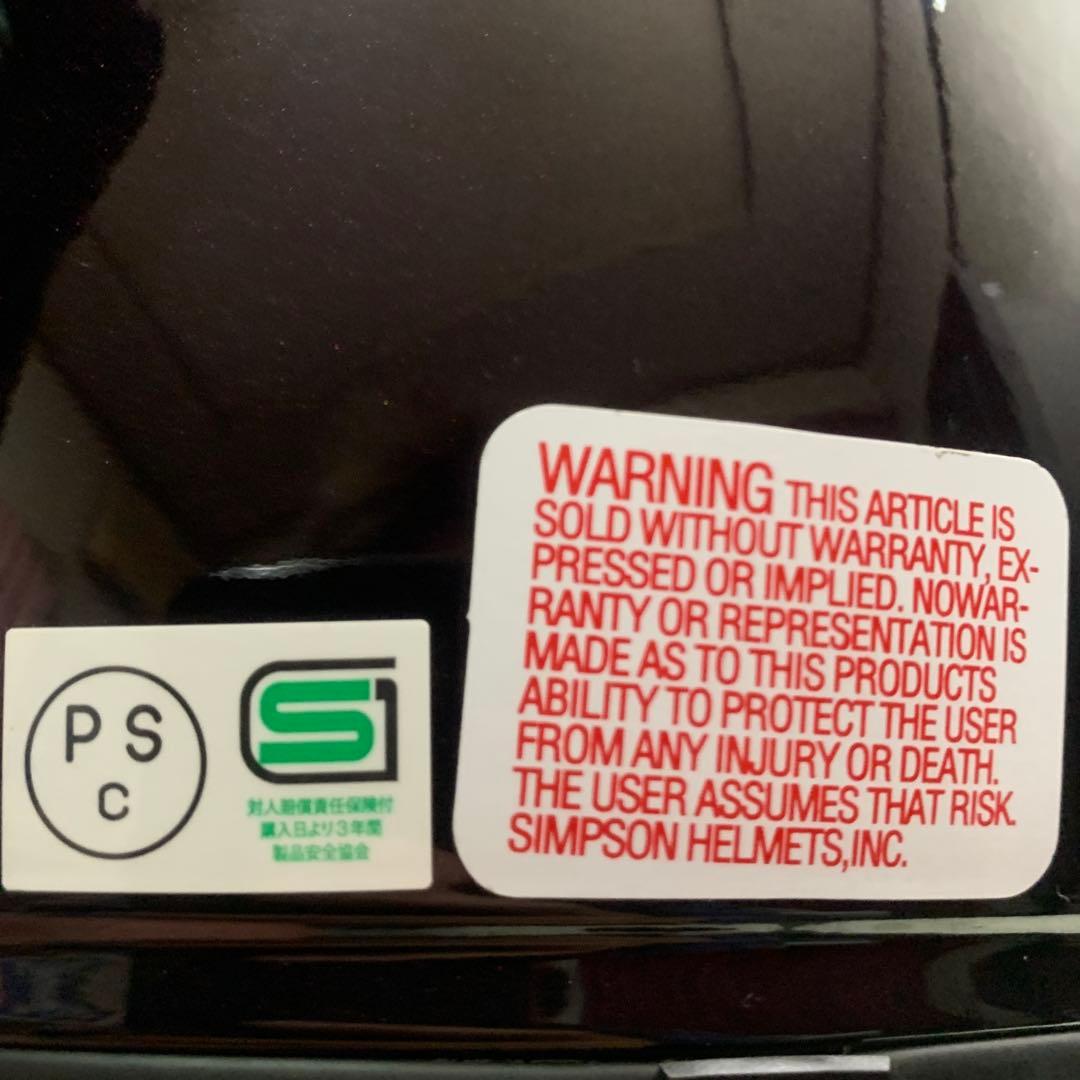 P S
C
S1
対人賠償責任保険付
購入日より3年間
製品安全協会
WARNING THIS ARTICLE IS
SOLD WITHOUT WARRANTY, EX-
PRESSED OR IMPLIED. NOWAR-
RANTY OR REPRESENTATION IS
MADE AS TO THIS PRODUCTS
ABILITY TO PROTECT THE USER
FROM ANY INJURY OR DEATH.
THE USER ASSUMES THAT RISK.
SIMPSON HELMETS,INC.